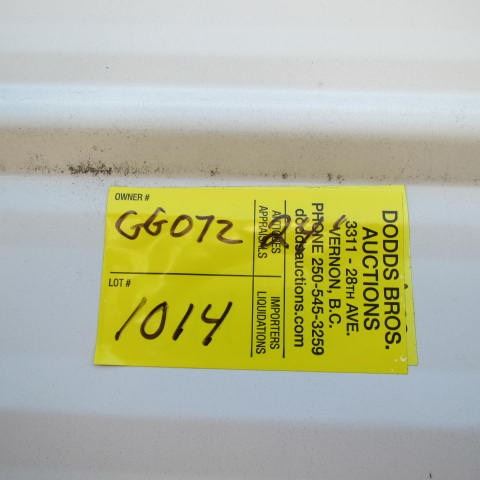 OWNER #
GG072
LOT #
1014
ANTIQUES
APPRAISALS
IMPORTERS
LIQUIDATIONS
DODDS BROS.
AUCTIONS
3311 - 28TH AVE.
VERNON, B.C.
PHONE 250-545-3259
doddsauctions.com